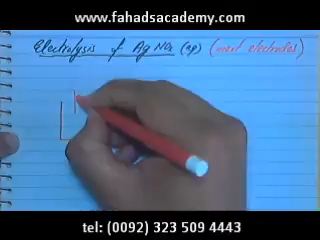 www.fahadsacademy.com
Electrolysis of AgNO3 (aq) (inert electrodes)
tel: (0092) 323 509 4443